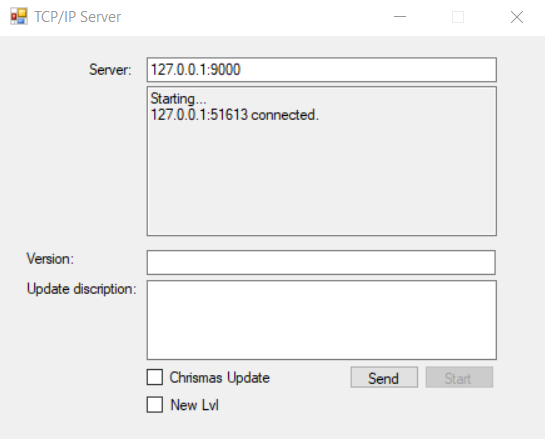 TCP/IP Server
Server: 127.0.0.1:9000
Starting...
127.0.0.1:51613 connected.
Version:
Update discription:
Chrismas Update
Send
Start
New Lvl